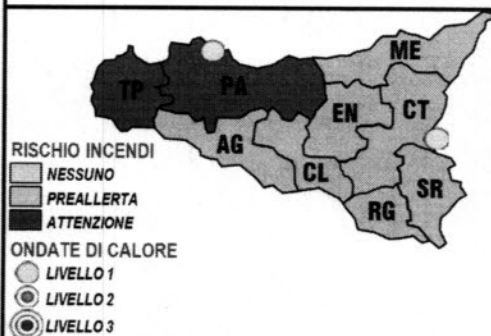 ME
TP
PA
CT
EN
AG
CL
SR
RG
RISCHIO INCENDI
NESSUNO
PREALLERTA
ATTENZIONE
ONDATE DI CALORE
LIVELLO 1
LIVELLO 2
LIVELLO 3